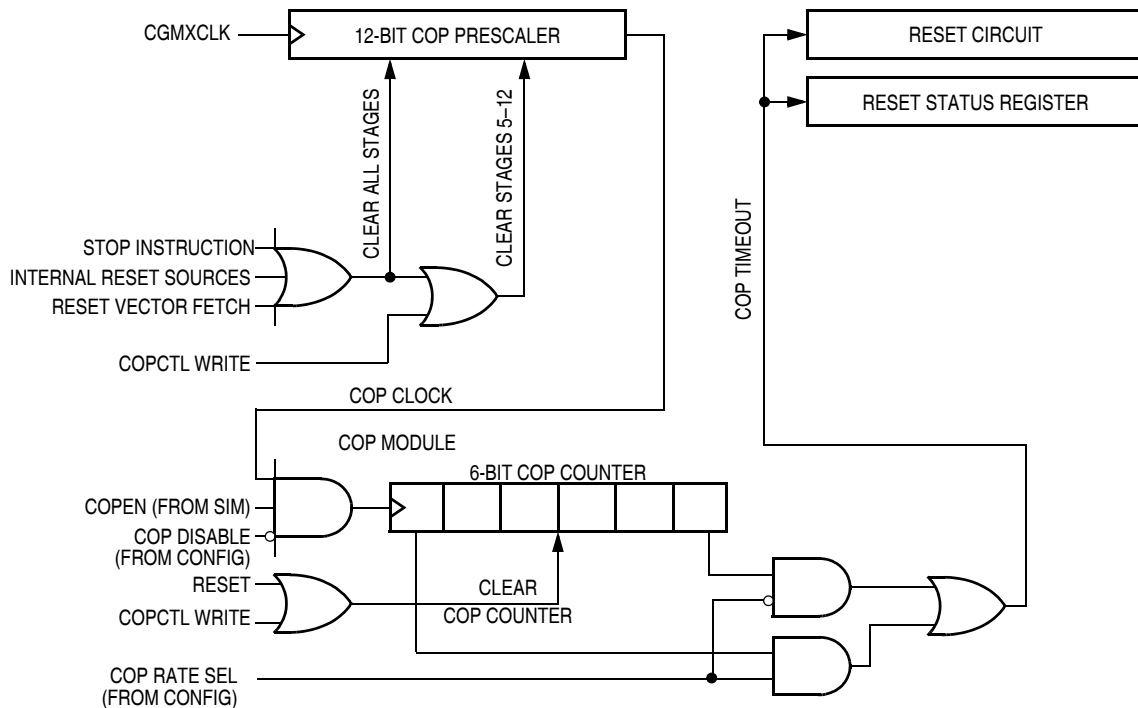 CGMXCLK
12-BIT COP PRESCALER
RESET CIRCUIT
RESET STATUS REGISTER
CLEAR ALL STAGES
CLEAR STAGES 5–12
COP TIMEOUT
STOP INSTRUCTION
INTERNAL RESET SOURCES
RESET VECTOR FETCH
COPCTL WRITE
COP CLOCK
COP MODULE
6-BIT COP COUNTER
COPEN (FROM SIM)
COP DISABLE
(FROM CONFIG)
RESET
COPCTL WRITE
CLEAR
COP COUNTER
COP RATE SEL
(FROM CONFIG)